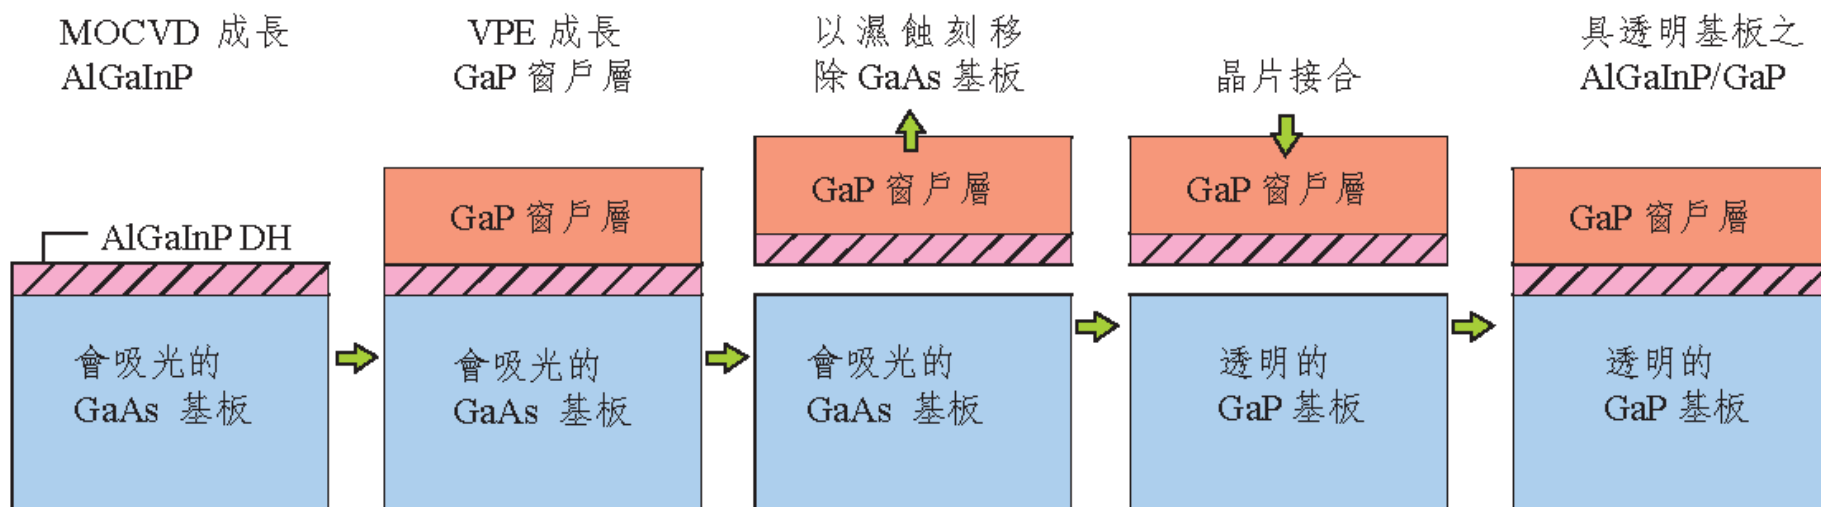 MOCVD 成長
AlGaInP
VPE 成長
GaP 窗戶層
以濕蝕刻移
除 GaAs 基板
晶片接合
具透明基板之
AlGaInP/GaP
AlGaInP DH
會吸光的
GaAs 基板
GaP 窗戶層
會吸光的
GaAs 基板
GaP 窗戶層
會吸光的
GaAs 基板
GaP 窗戶層
透明的
GaP 基板
GaP 窗戶層
透明的
GaP 基板